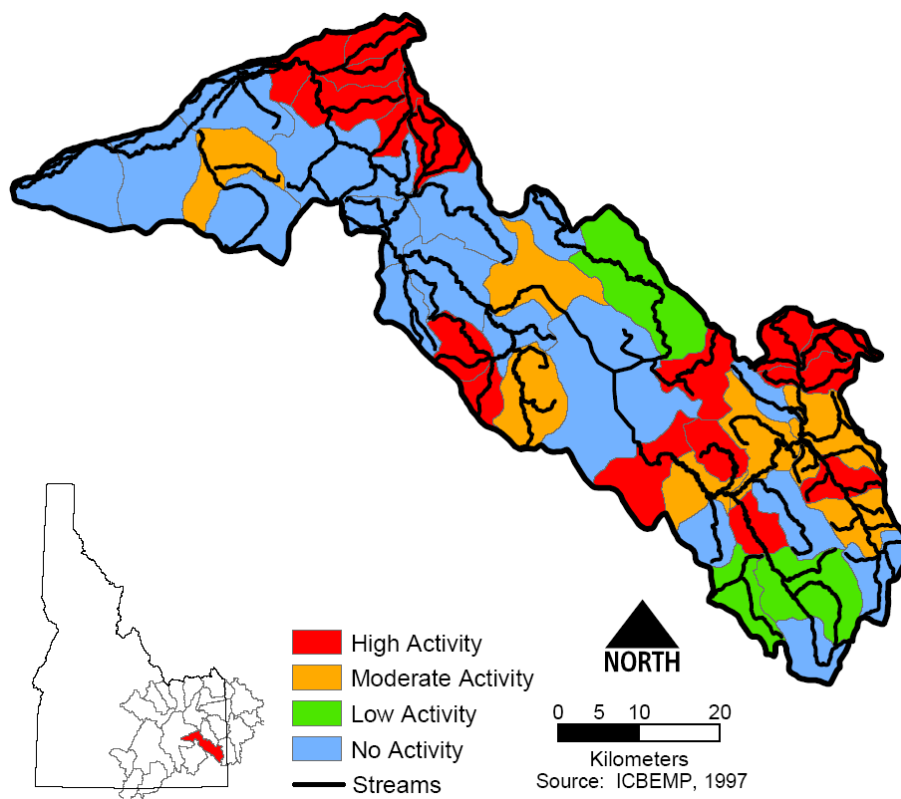 High Activity
Moderate Activity
Low Activity
No Activity
Streams
NORTH
0 5 10 20
Kilometers
Source: ICBEMP, 1997